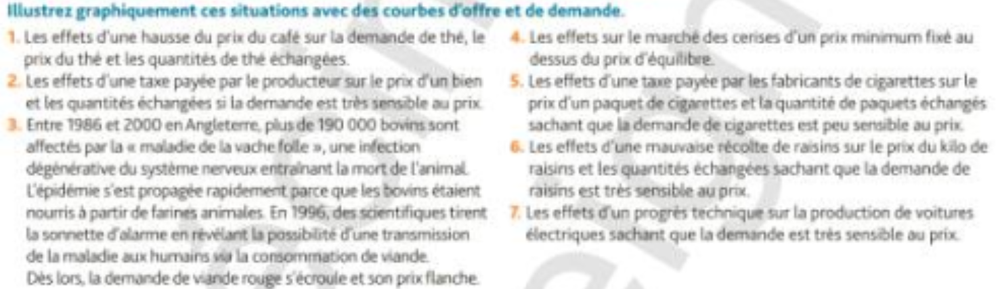 Illustrez graphiquement ces situations avec des courbes d'offre et de demande.
1. Les effets d'une hausse du prix du café sur la demande de thé, le
prix du thé et les quantités de thé échangées.
2. Les effets d'une taxe payée par le producteur sur le prix d'un bien
et les quantités échangées si la demande est très sensible au prix.
3. Entre 1986 et 2000 en Angleterre, plus de 190 000 bovins sont
affectés par la « maladie de la vache folle », une infection
dégénérative du système nerveux entraînant la mort de l'animal.
L'épidémie s'est propagée rapidement parce que les bovins étaient
nourris à partir de farines animales. En 1996, des scientifiques tirent
la sonnette d'alarme en révélant la possibilité d'une transmission
de la maladie aux humains via la consommation de viande.
Dès lors, la demande de viande rouge s'écroule et son prix flanche.
4. Les effets sur le marché des cerises d'un prix minimum fixé au
dessus du prix d'équilibre.
5. Les effets d'une taxe payée par les fabricants de cigarettes sur le
prix d'un paquet de cigarettes et la quantité de paquets échangés
sachant que la demande de cigarettes est peu sensible au prix.
6. Les effets d'une mauvaise récolte de raisins sur le prix du kilo de
raisins et les quantités échangées sachant que la demande de
raisins est très sensible au prix.
7. Les effets d'un progrès technique sur la production de voitures
électriques sachant que la demande est très sensible au prix.